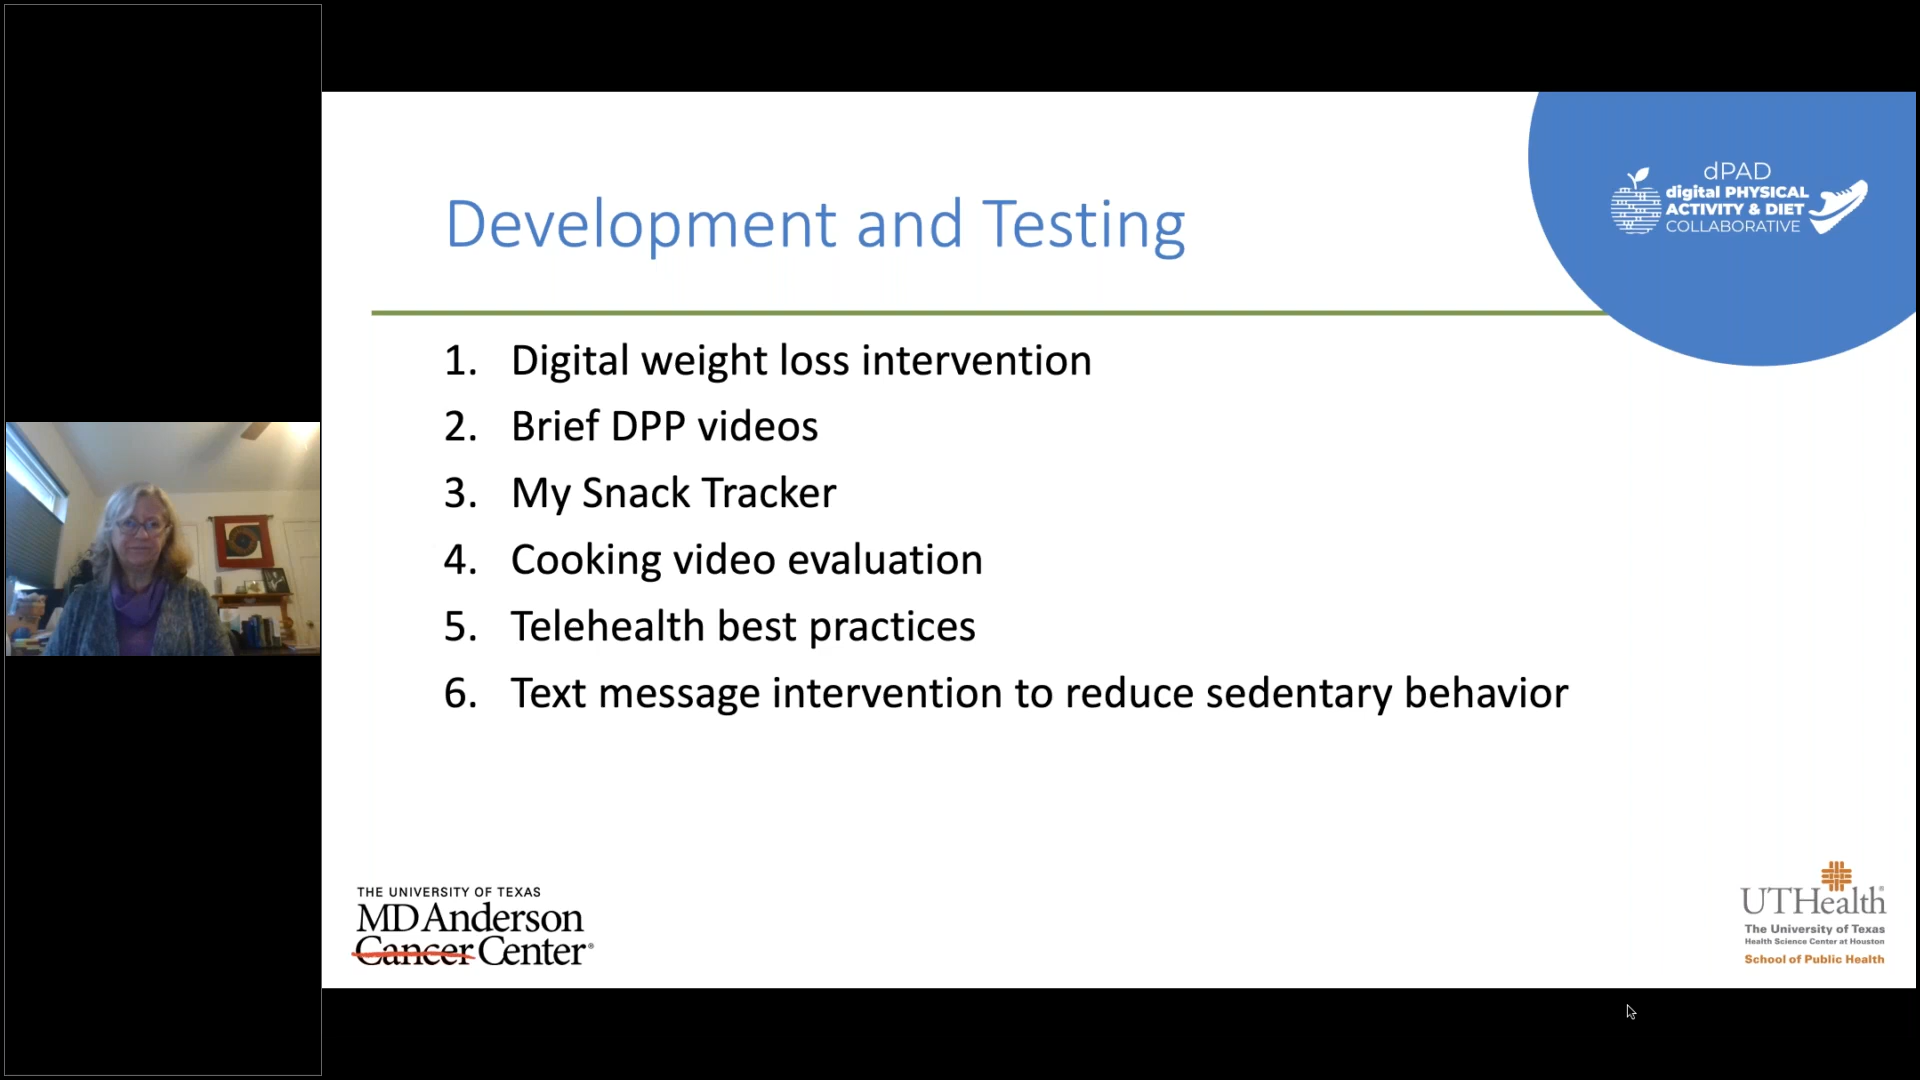 Development and Testing
dPAD
digital PHYSICAL
ACTIVITY & DIET
COLLABORATIVE
1. Digital weight loss intervention
2. Brief DPP videos
3. My Snack Tracker
4. Cooking video evaluation
5. Telehealth best practices
6. Text message intervention to reduce sedentary behavior
THE UNIVERSITY OF TEXAS
MD Anderson
Cancer Center®
UTHealth®
The University of Texas
Health Science Center at Houston
School of Public Health